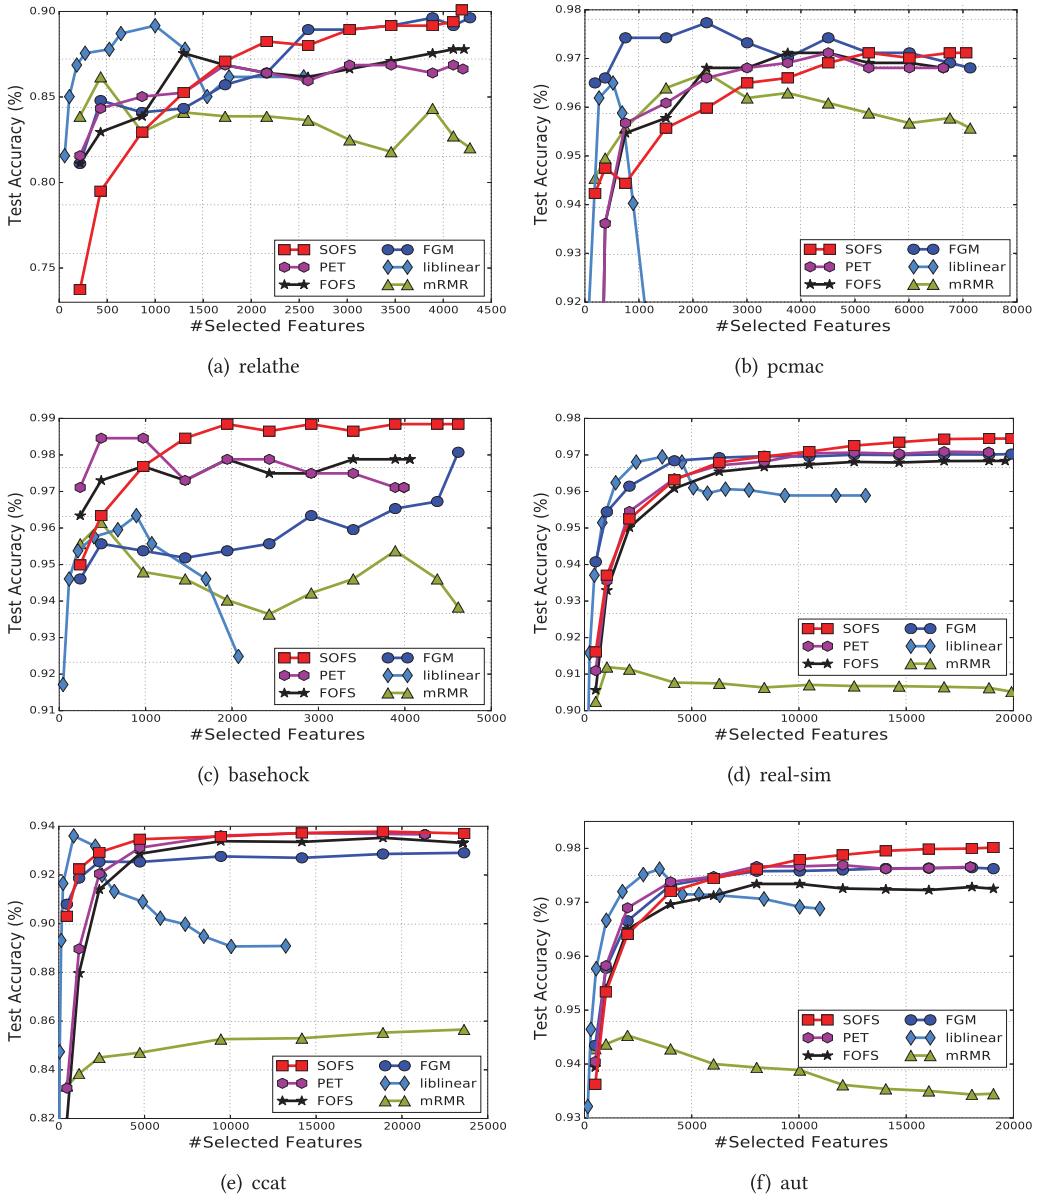 0.90
0.85
0.80
0.75
Test Accuracy (%)
0 500 1000 1500 2000 2500 3000 3500 4000 4500
#Selected Features
SOFS FGM
PET liblinear
FOFS mRMR
(a) relathe
0.98
0.97
0.96
0.95
0.94
0.93
0.92
Test Accuracy (%)
0 1000 2000 3000 4000 5000 6000 7000 8000
#Selected Features
SOFS FGM
PET liblinear
FOFS mRMR
(b) pcmac
0.99
0.98
0.97
0.96
0.95
0.94
0.93
0.92
0.91
Test Accuracy (%)
0 1000 2000 3000 4000 5000
#Selected Features
SOFS FGM
PET liblinear
FOFS mRMR
(c) basehock
0.98
0.97
0.96
0.95
0.94
0.93
0.92
0.91
0.90
Test Accuracy (%)
0 5000 10000 15000 20000
#Selected Features
SOFS FGM
PET liblinear
FOFS mRMR
(d) real-sim
0.94
0.92
0.90
0.88
0.86
0.84
0.82
Test Accuracy (%)
0 5000 10000 15000 20000 25000
#Selected Features
SOFS FGM
PET liblinear
FOFS mRMR
(e) ccat
0.98
0.97
0.96
0.95
0.94
0.93
Test Accuracy (%)
0 5000 10000 15000 20000
#Selected Features
SOFS FGM
PET liblinear
FOFS mRMR
(f) aut